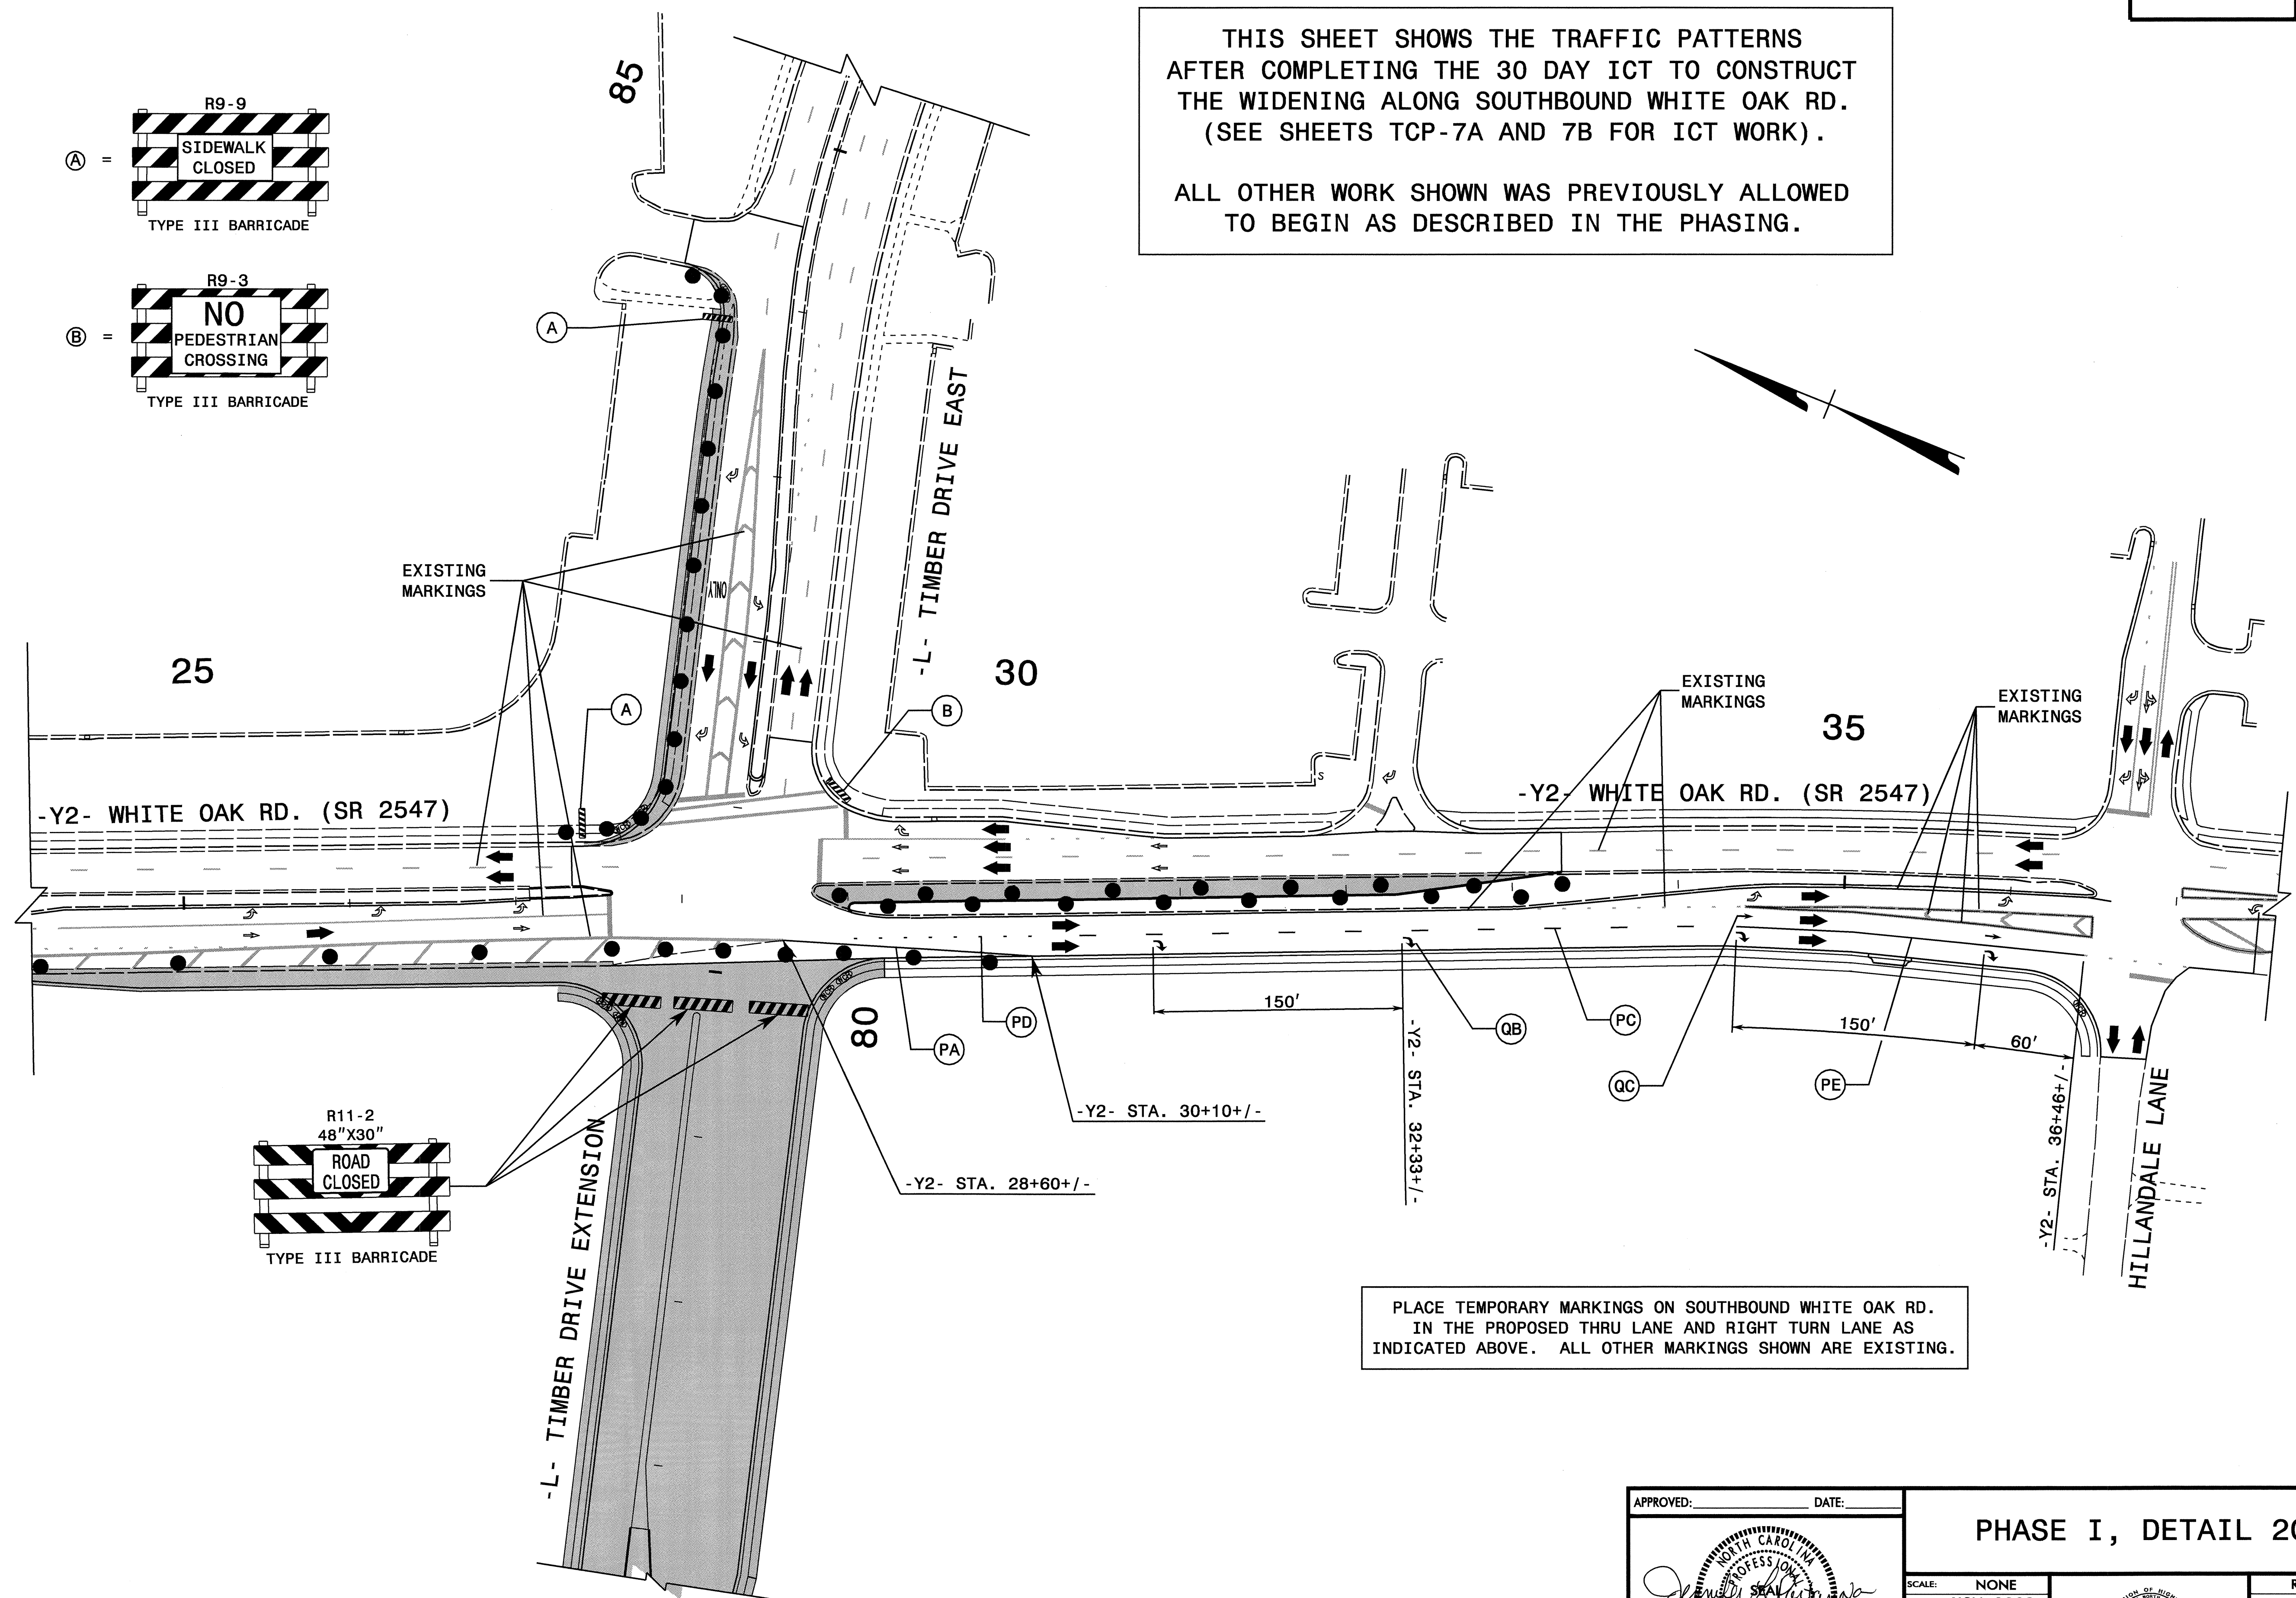 THIS SHEET SHOWS THE TRAFFIC PATTERNS
AFTER COMPLETING THE 30 DAY ICT TO CONSTRUCT
THE WIDENING ALONG SOUTHBOUND WHITE OAK RD.
(SEE SHEETS TCP-7A AND 7B FOR ICT WORK).
ALL OTHER WORK SHOWN WAS PREVIOUSLY ALLOWED
TO BEGIN AS DESCRIBED IN THE PHASING.
85
R9-9
A =
SIDEWALK
CLOSED
TYPE III BARRICADE
R9-3
B =
NO
PEDESTRIAN
CROSSING
TYPE III BARRICADE
A
-L- TIMBER DRIVE EAST
EXISTING
MARKINGS
ONLY
25
30
A
B
EXISTING
MARKINGS
EXISTING
MARKINGS
35
S
-Y2- WHITE OAK RD. (SR 2547)
-Y2- WHITE OAK RD. (SR 2547)
80
PD
PA
150'
QB
PC
QC
150'
PE
60'
-Y2- STA. 30+10+/-
-Y2- STA. 28+60+/-
-Y2- STA. 32+33+/-
-Y2- STA. 36+46+/-
HILLANDALE LANE
R11-2
48"X30"
ROAD
CLOSED
TYPE III BARRICADE
-L- TIMBER DRIVE EXTENSION
PLACE TEMPORARY MARKINGS ON SOUTHBOUND WHITE OAK RD.
IN THE PROPOSED THRU LANE AND RIGHT TURN LANE AS
INDICATED ABOVE. ALL OTHER MARKINGS SHOWN ARE EXISTING.
APPROVED: DATE:
PHASE I, DETAIL 2
NORTH CAROLINA
PROFESSIONAL
SEAL
SCALE: NONE